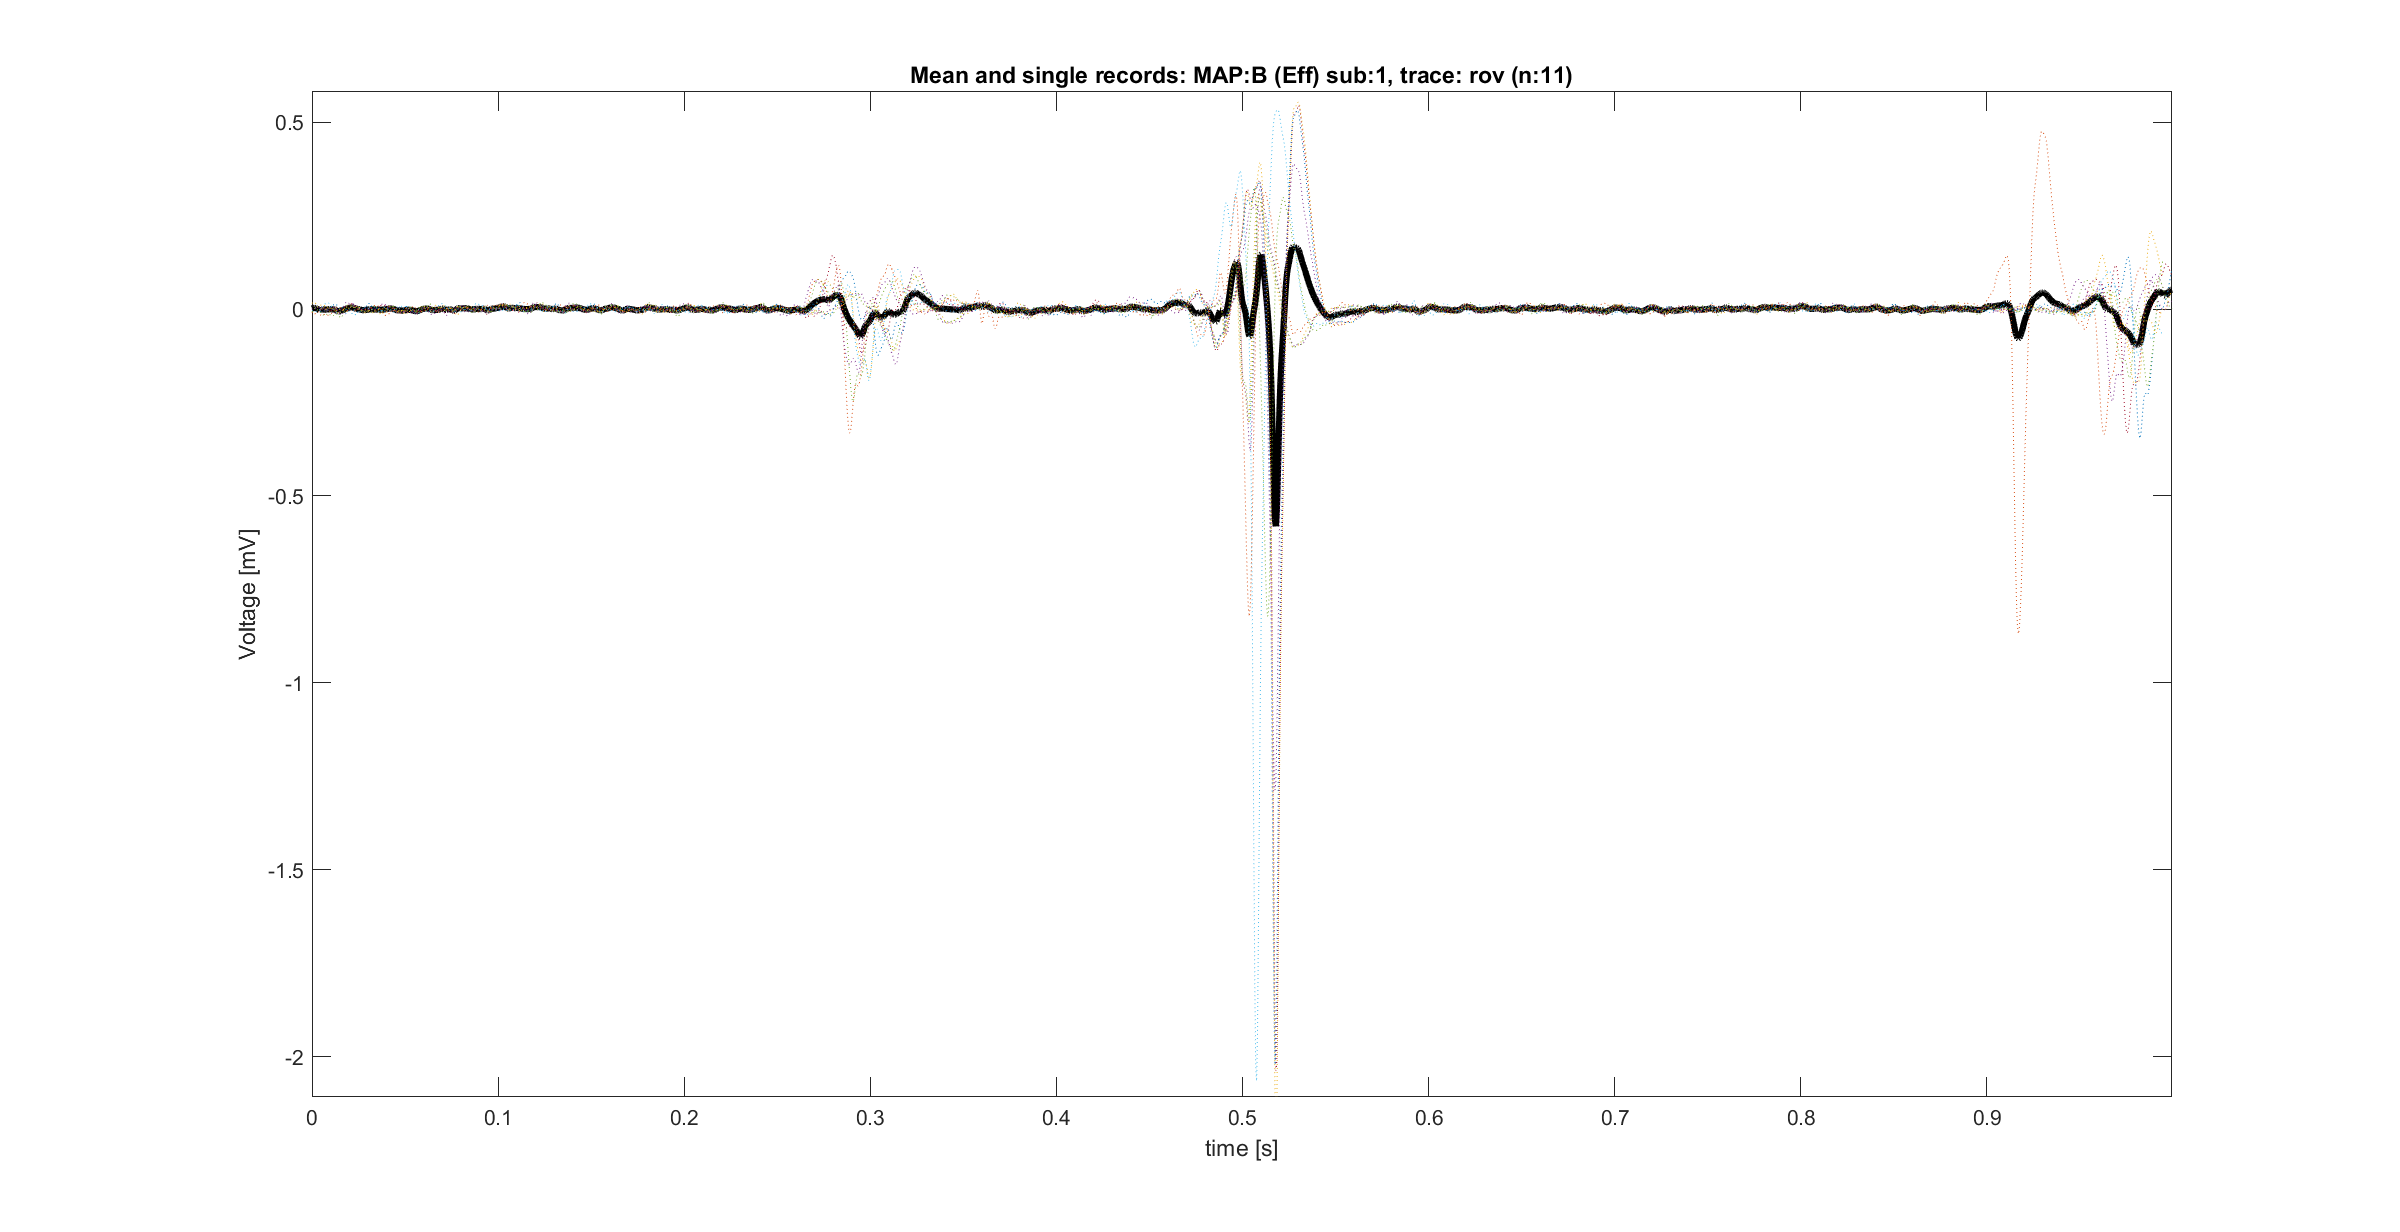 Mean and single records: MAP:B (Eff) sub:1, trace: rov (n:11)
0.5
0
-0.5
-1
-1.5
-2
Voltage [mV]
0 0.1 0.2 0.3 0.4 0.5 0.6 0.7 0.8 0.9
time [s]